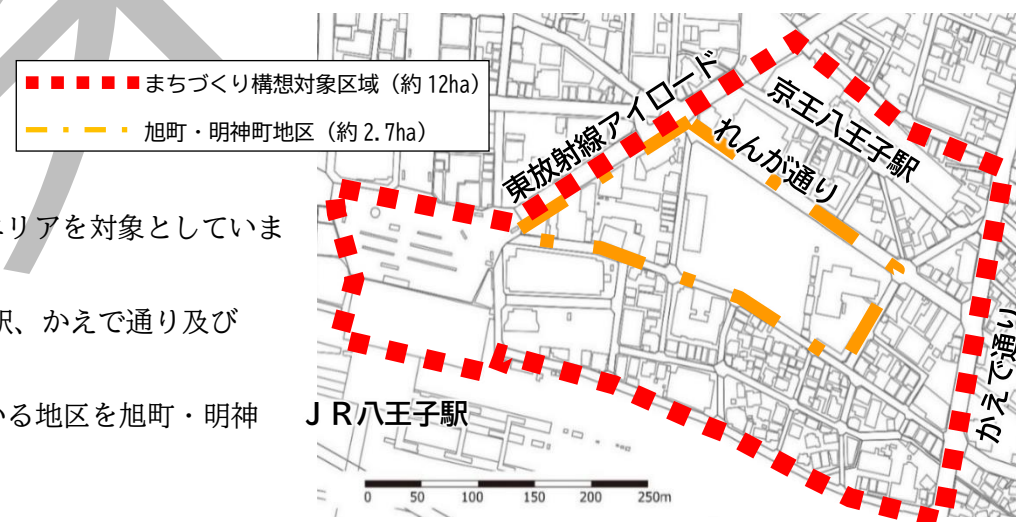 まちづくり構想対象区域（約 12ha）
旭町・明神町地区（約 2.7ha）
エリアを対象としていま
駅、かえで通り及び
いる地区を旭町・明神
東放射線アイロード
れんが通り
京王八王子駅
かえで通り
ＪＲ八王子駅
0 50 100 150 200 250m